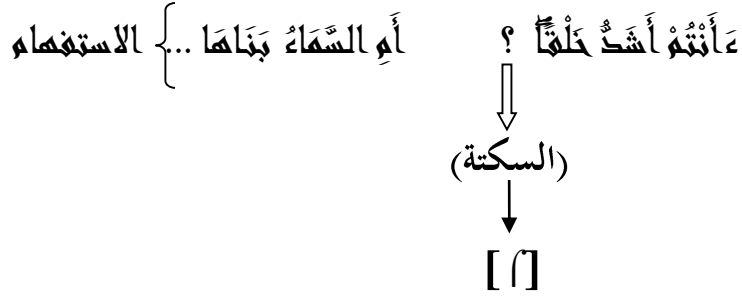 ءَأَنْتُمْ أَشَدُّ خَلْقًا ؟ أَمِ السَّمَاءُ بَنَاهَا ... الاستفهام
(السكتة)
[ ]